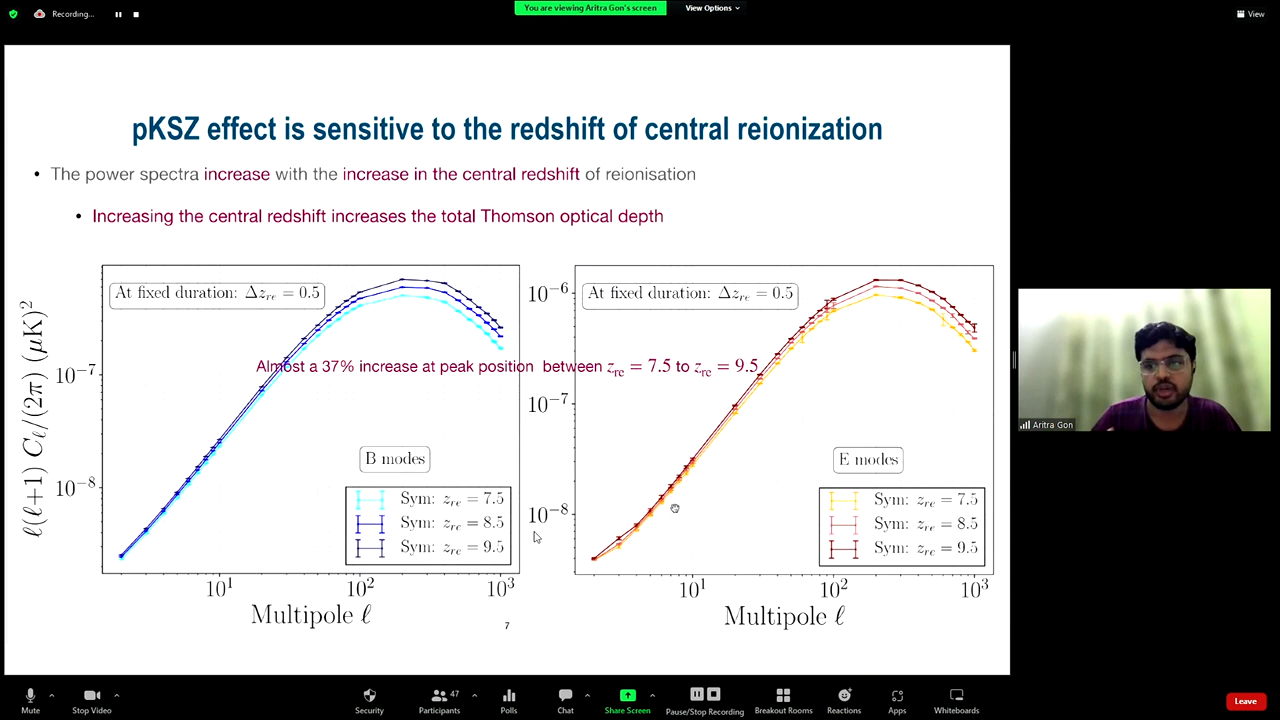 Recording...
You are viewing Aritra Gon's screen
View Options
View
pKSZ effect is sensitive to the redshift of central reionization
• The power spectra increase with the increase in the central redshift of reionisation
• Increasing the central redshift increases the total Thomson optical depth
ℓ(ℓ+1) Cℓ/(2π) (μK)²
10⁻⁷
10⁻⁸
At fixed duration: Δz_re = 0.5
B modes
Sym: z_re = 7.5
Sym: z_re = 8.5
Sym: z_re = 9.5
10¹ 10² 10³
Multipole ℓ
Almost a 37% increase at peak position between z_re = 7.5 to z_re = 9.5
10⁻⁶
10⁻⁷
10⁻⁸
At fixed duration: Δz_re = 0.5
E modes
Sym: z_re = 7.5
Sym: z_re = 8.5
Sym: z_re = 9.5
10¹ 10² 10³
Multipole ℓ
7
Aritra Gon
Mute
Stop Video
Security
Participants
47
Polls
Chat
Share Screen
Pause/Stop Recording
Breakout Rooms
Reactions
Apps
Whiteboards
Leave